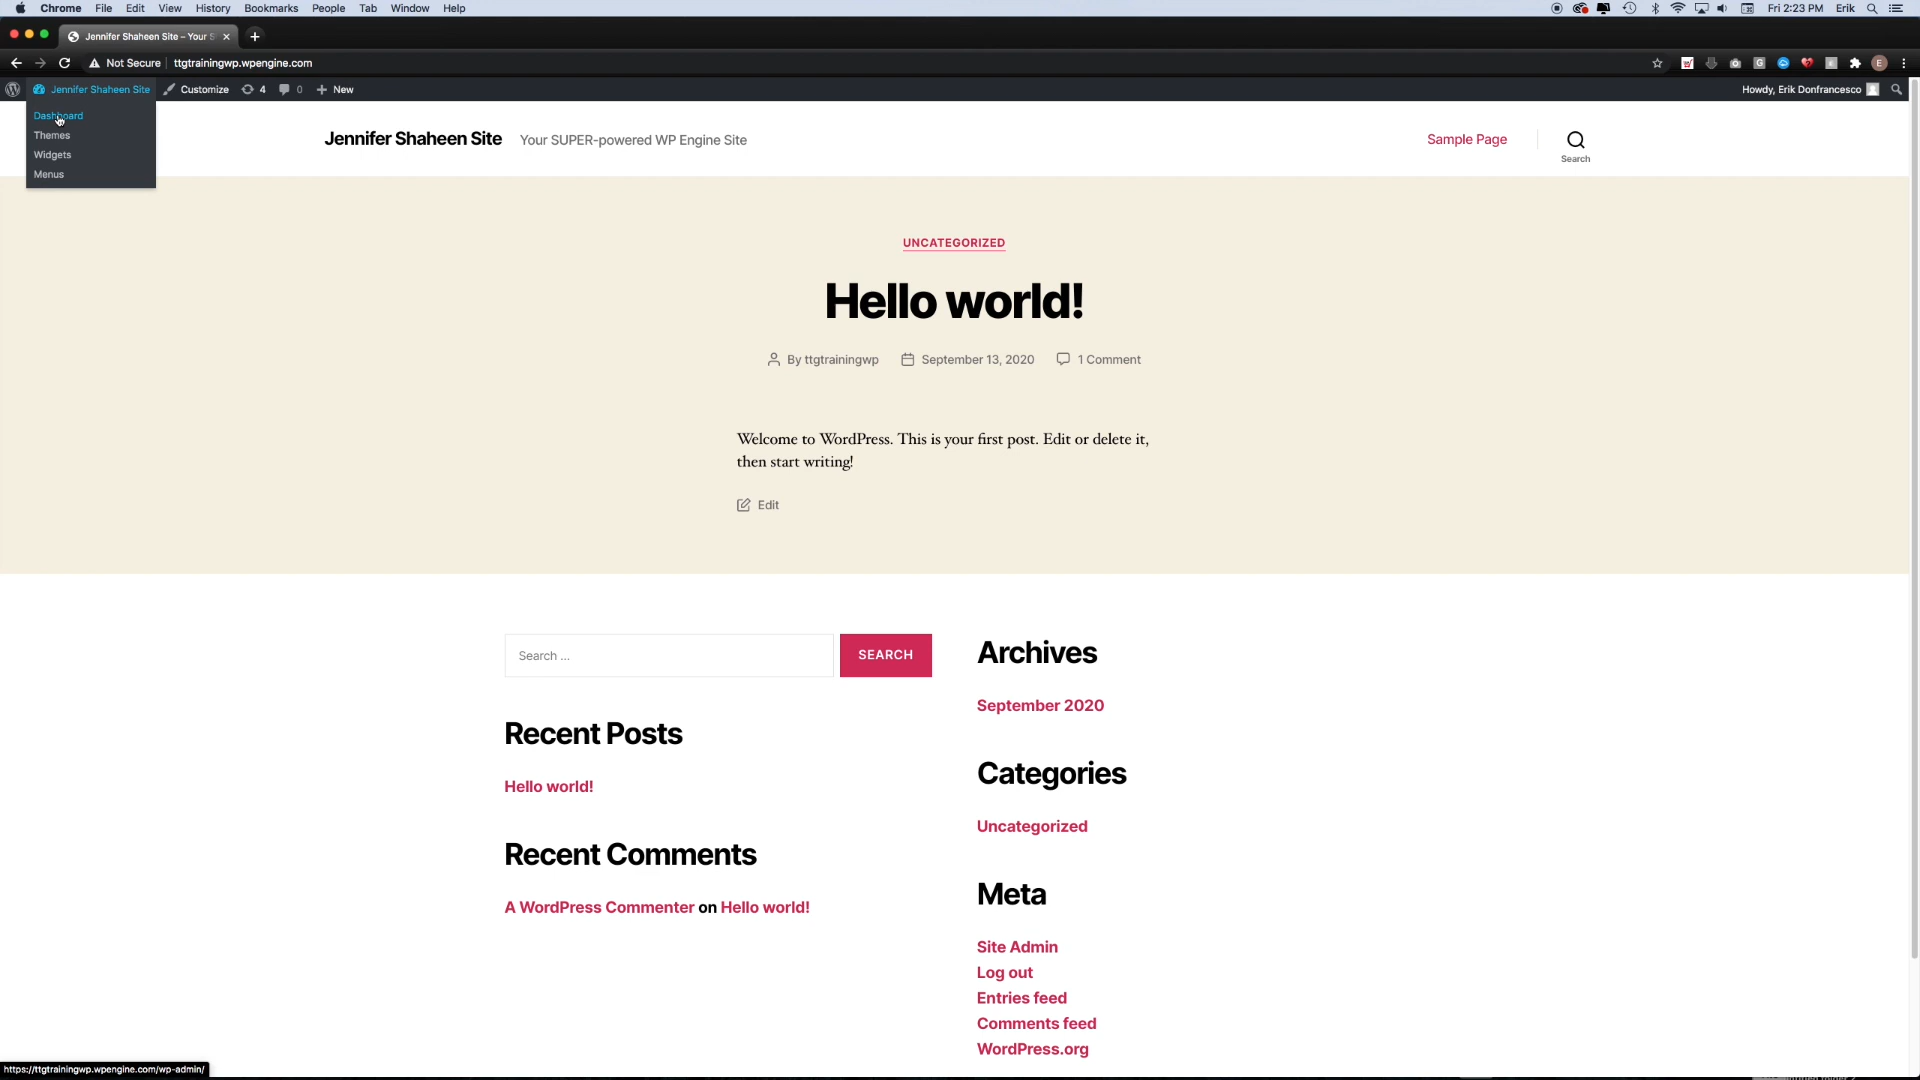 Chrome File Edit View History Bookmarks People Tab Window Help
Fri 2:23 PM Erik
Jennifer Shaheen Site – Your S
Not Secure ttgtrainingwp.wpengine.com
Jennifer Shaheen Site Customize 4 0 New
Howdy, Erik Donfrancesco
Dashboard
Themes
Widgets
Menus
Jennifer Shaheen Site Your SUPER-powered WP Engine Site
Sample Page
Search
UNCATEGORIZED
Hello world!
By ttgtrainingwp September 13, 2020 1 Comment
Welcome to WordPress. This is your first post. Edit or delete it,
then start writing!
Edit
Search ...
SEARCH
Recent Posts
Hello world!
Recent Comments
A WordPress Commenter on Hello world!
Archives
September 2020
Categories
Uncategorized
Meta
Site Admin
Log out
Entries feed
Comments feed
WordPress.org
https://ttgtrainingwp.wpengine.com/wp-admin/